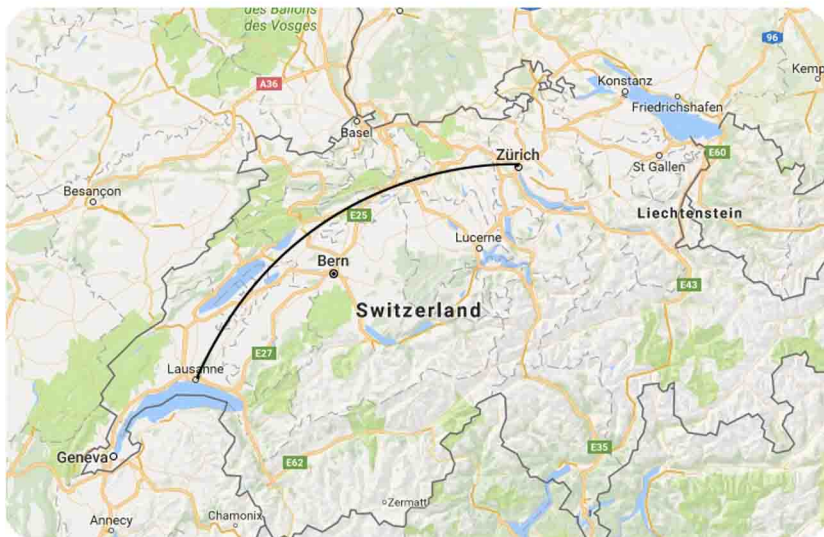 des Ballons
des Vosges
96
Kemp
A36
Konstanz
Friedrichshafen
Basel
Zürich
E60
St Gallen
Besançon
E25
Liechtenstein
Lucerne
Bern
E43
Switzerland
E27
Lausanne
Geneva
E62
E35
Zermatt
Chamonix
Annecy